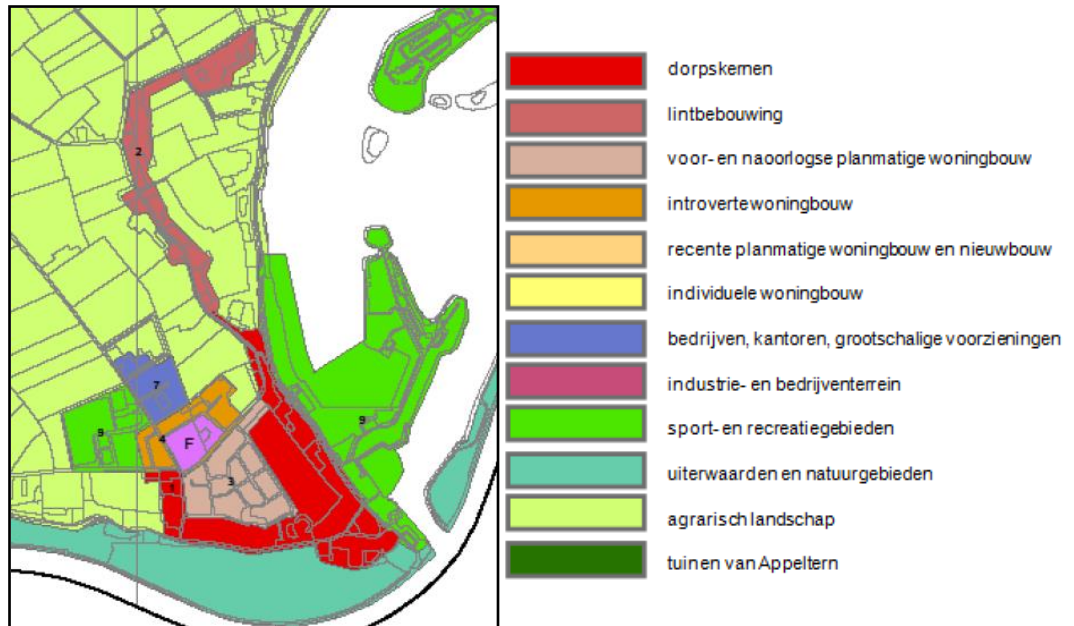 2
7
9
4
F
3
1
9
dorpskernen
lintbebouwing
voor- en naoorlogse planmatige woningbouw
introverte woningbouw
recente planmatige woningbouw en nieuwbouw
individuele woningbouw
bedrijven, kantoren, grootschalige voorzieningen
industrie- en bedrijventerrein
sport- en recreatiegebieden
uiterwaarden en natuurgebieden
agrarisch landschap
tuinen van Appeltern